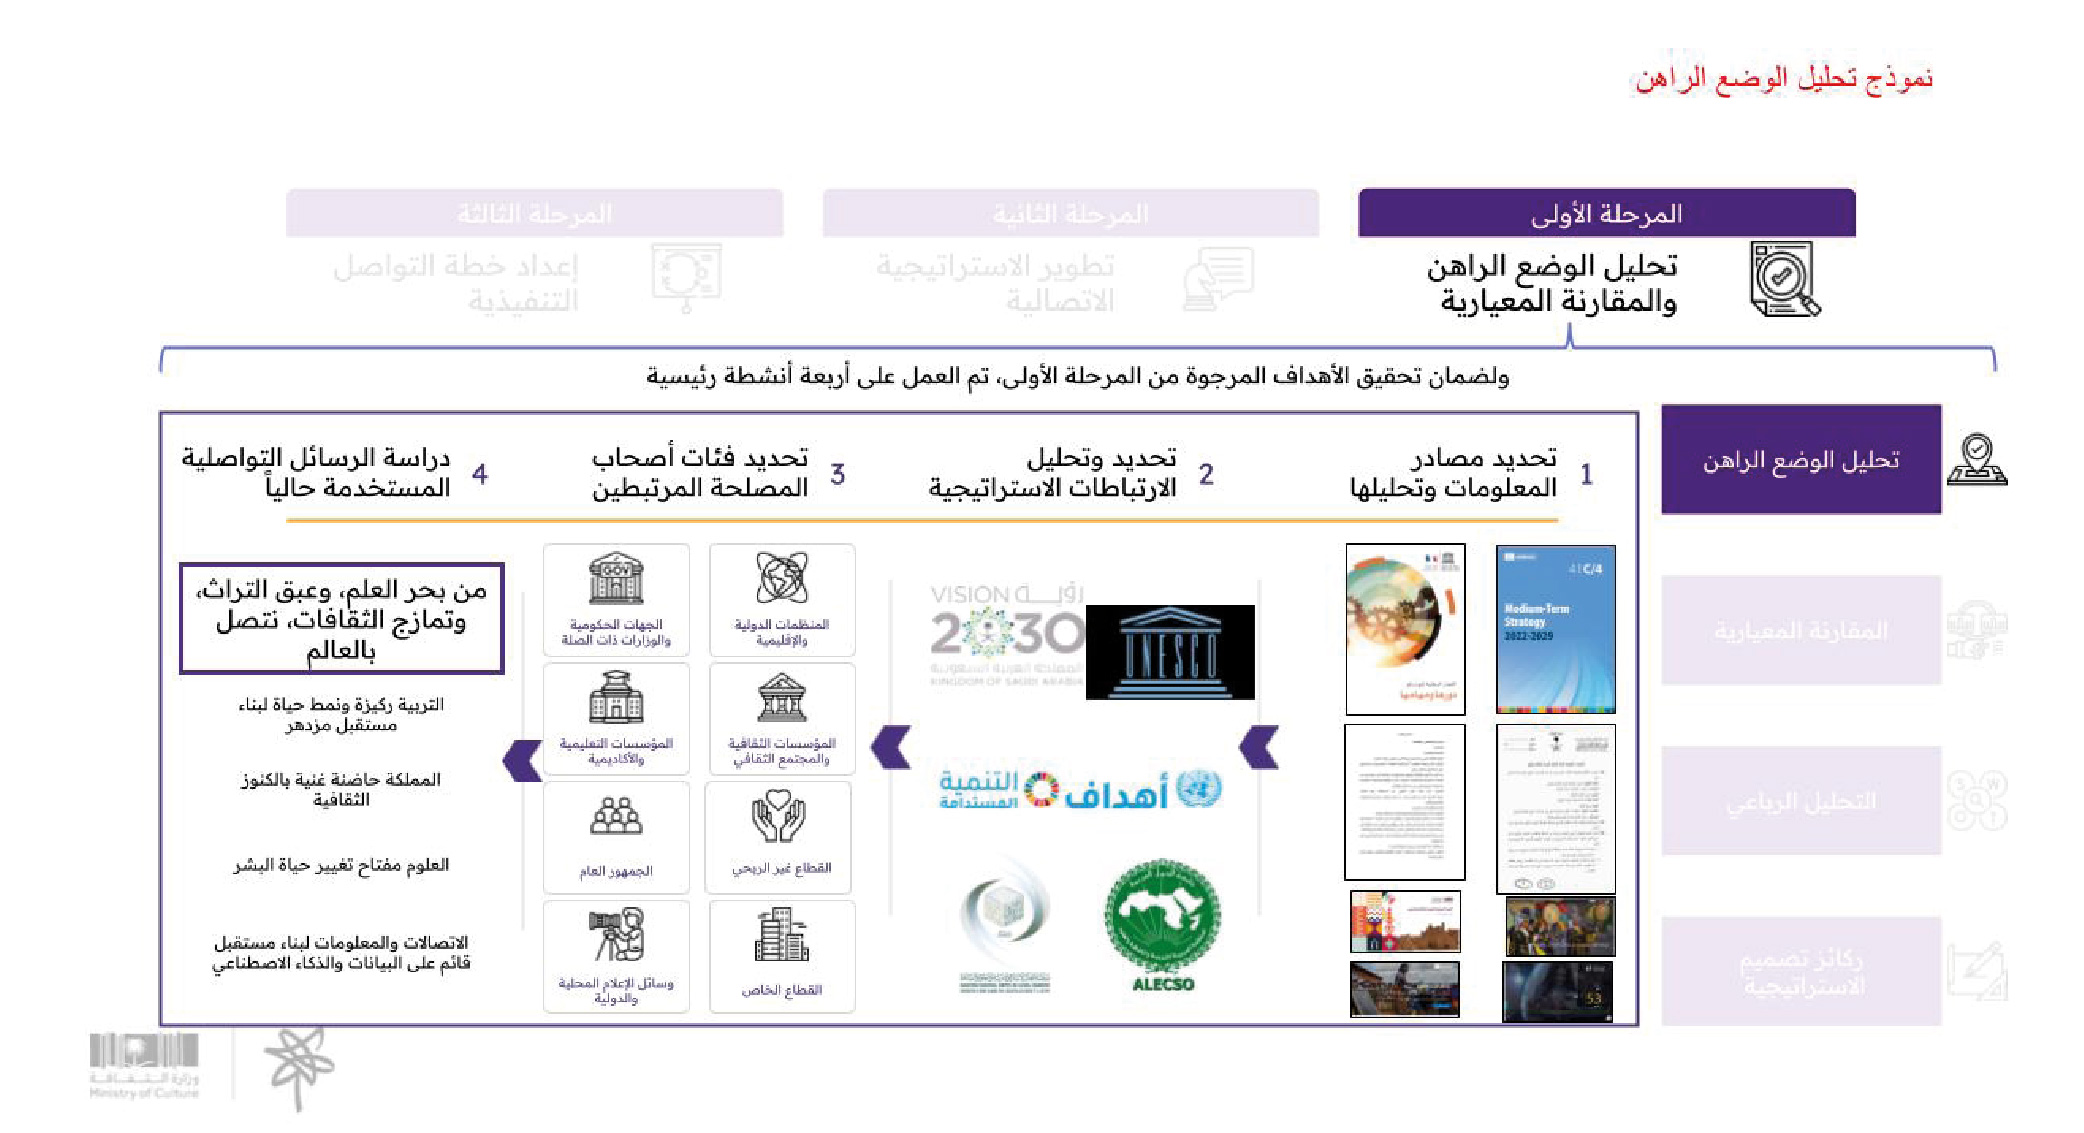 نموذج تحليل الوضع الراهن
المرحلة الأولى
تحليل الوضع الراهن
والمقارنة المعيارية
المرحلة الثانية
تطوير الاستراتيجية
الاتصالية
المرحلة الثالثة
إعداد خطة التواصل
التنفيذية
ولضمان تحقيق الأهداف المرجوة من المرحلة الأولى، تم العمل على أربعة أنشطة رئيسية
تحليل الوضع الراهن
المقارنة المعيارية
التحليل الرباعي
ركائز تصميم
الاستراتيجية
1
تحديد مصادر
المعلومات وتحليلها
41 C/4
Medium-Term
Strategy
2022-2029
53
2
تحديد وتحليل
الارتباطات الاستراتيجية
VISION رؤية
2030
المملكة العربية السعودية
KINGDOM OF SAUDI ARABIA
UNESCO
أهداف التنمية
المستدامة
ALECSO
3
تحديد فئات أصحاب
المصلحة المرتبطين
المنظمات الدولية
والإقليمية
GOV
الجهات الحكومية
والوزارات ذات الصلة
المؤسسات الثقافية
والمجتمع الثقافي
المؤسسات التعليمية
والأكاديمية
القطاع غير الربحي
الجمهور العام
القطاع الخاص
وسائل الإعلام المحلية
والدولية
4
دراسة الرسائل التواصلية
المستخدمة حالياً
من بحر العلم، وعبق التراث،
وتمازج الثقافات، نتصل
بالعالم
التربية ركيزة ونمط حياة لبناء
مستقبل مزدهر
المملكة حاضنة غنية بالكنوز
الثقافية
العلوم مفتاح تغيير حياة البشر
الاتصالات والمعلومات لبناء مستقبل
قائم على البيانات والذكاء الاصطناعي
وزارة الثقافة
Ministry of Culture